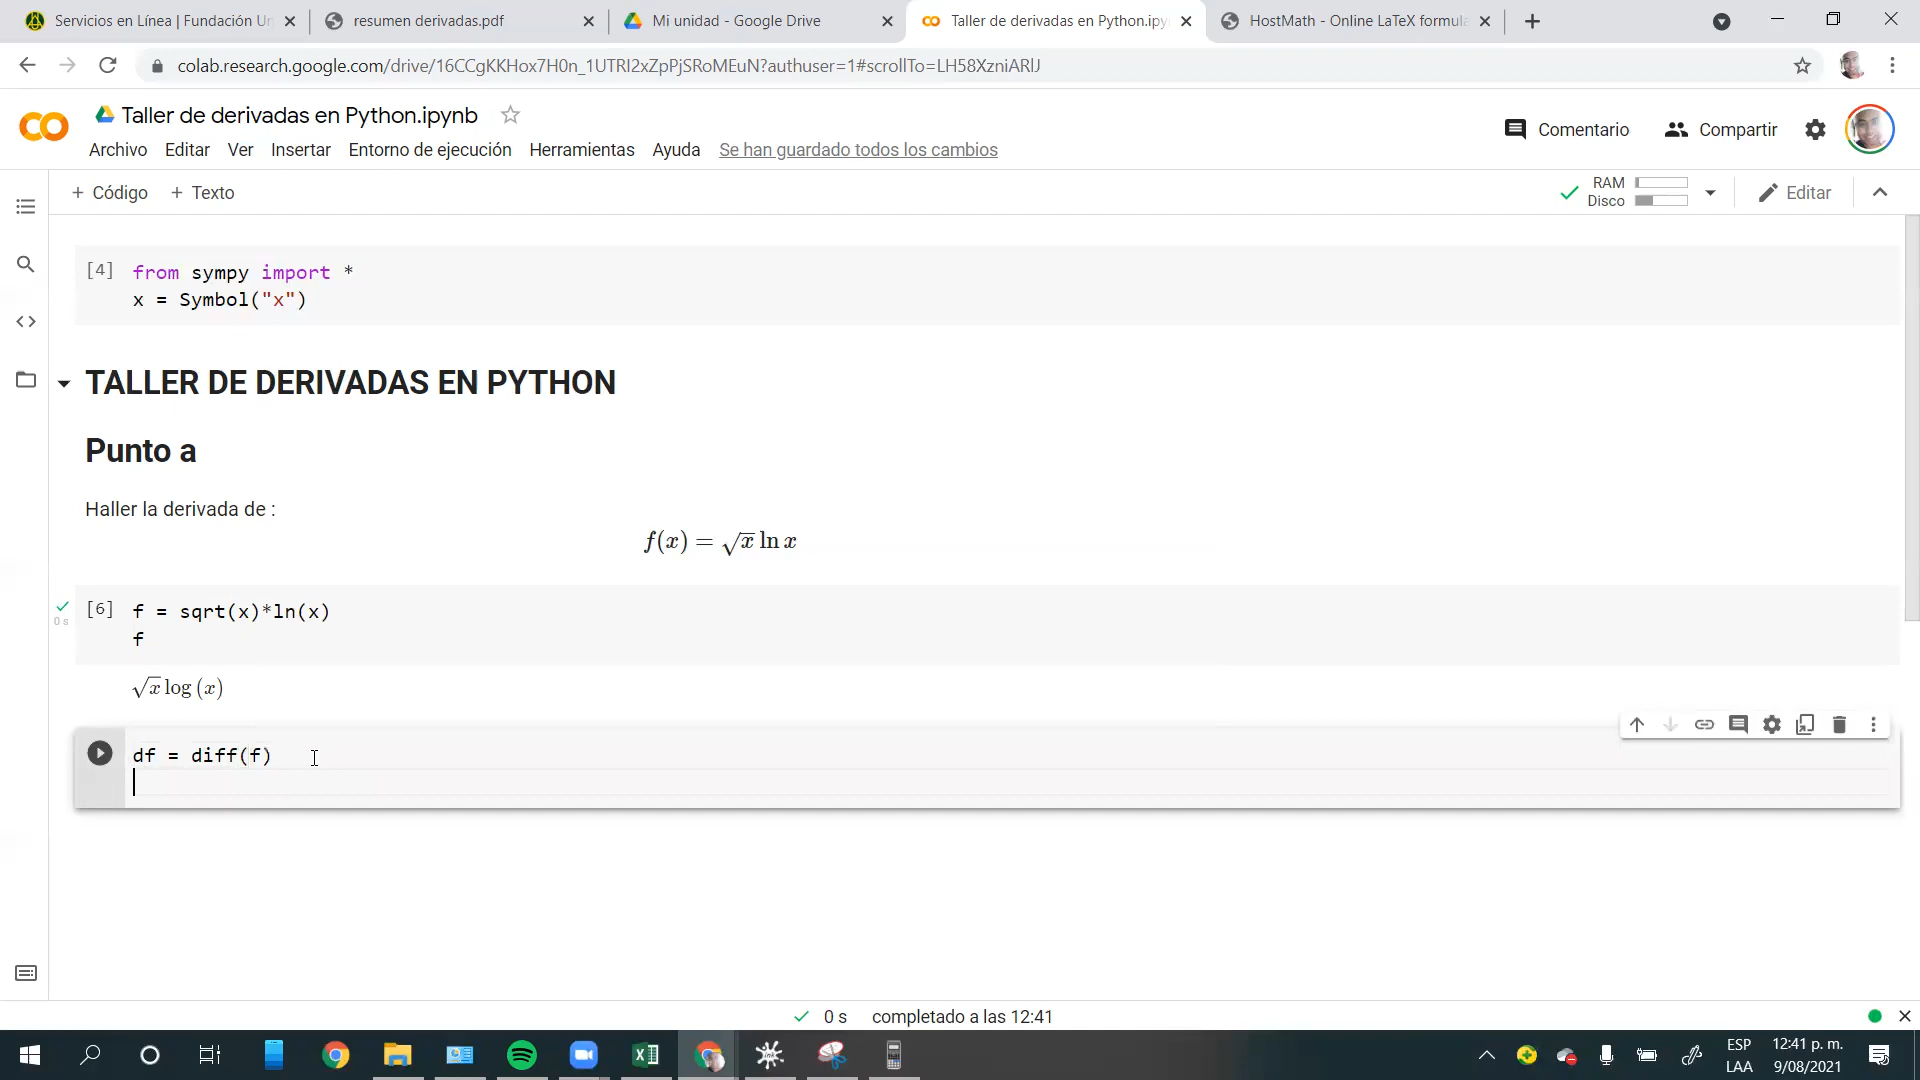 Servicios en Línea | Fundación Un
resumen derivadas.pdf
Mi unidad - Google Drive
Taller de derivadas en Python.ipy
HostMath - Online LaTeX formula
colab.research.google.com/drive/16CCgKKHox7H0n_1UTRI2xZpPjSRoMEuN?authuser=1#scrollTo=LH58XzniARlJ
Taller de derivadas en Python.ipynb
Comentario
Compartir
Archivo Editar Ver Insertar Entorno de ejecución Herramientas Ayuda Se han guardado todos los cambios
+ Código + Texto
RAM
Disco
Editar
[4] from sympy import *
x = Symbol("x")
TALLER DE DERIVADAS EN PYTHON
Punto a
Haller la derivada de :
f(x) = √x ln x
0 s
[6] f = sqrt(x)*ln(x)
f
√x log (x)
df = diff(f)
0 s completado a las 12:41
ESP
LAA
12:41 p. m.
9/08/2021